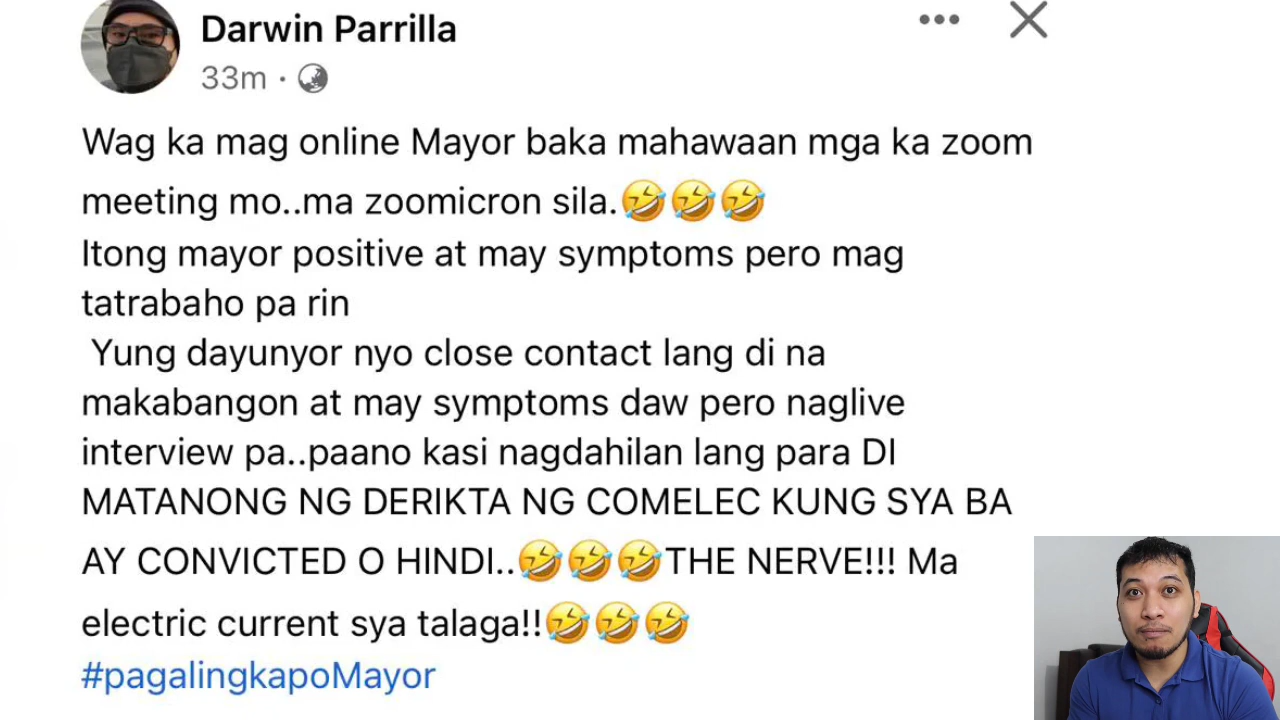 Darwin Parrilla
33m ·
Wag ka mag online Mayor baka mahawaan mga ka zoom
meeting mo..ma zoomicron sila.🤣🤣🤣
Itong mayor positive at may symptoms pero mag
tatrabaho pa rin
Yung dayunyor nyo close contact lang di na
makabangon at may symptoms daw pero naglive
interview pa..paano kasi nagdahilan lang para DI
MATANONG NG DERIKTA NG COMELEC KUNG SYA BA
AY CONVICTED O HINDI..🤣🤣🤣THE NERVE!!! Ma
electric current sya talaga!!🤣🤣🤣
#pagalingkapoMayor